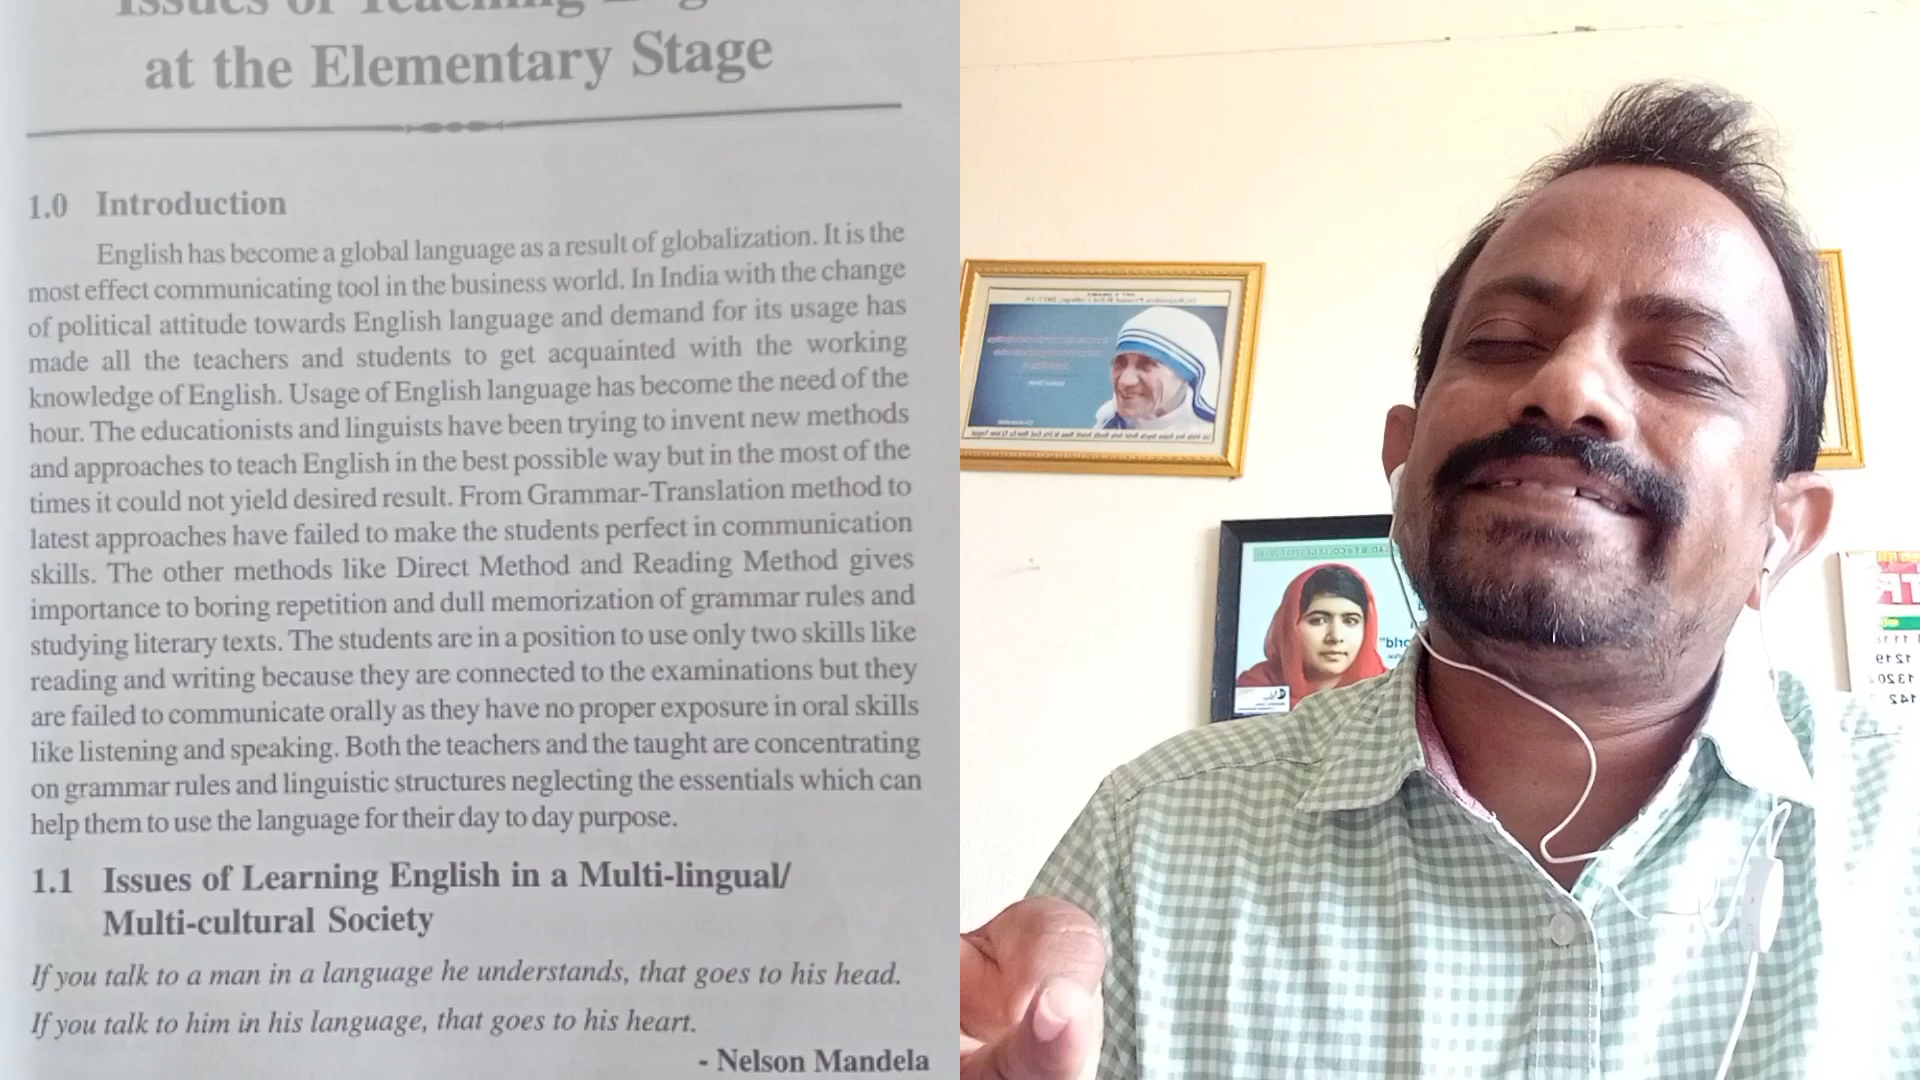 Issues of Teaching
at the Elementary Stage
1.0 Introduction
English has become a global language as a result of globalization. It is the
most effect communicating tool in the business world. In India with the change
of political attitude towards English language and demand for its usage has
made all the teachers and students to get acquainted with the working
knowledge of English. Usage of English language has become the need of the
hour. The educationists and linguists have been trying to invent new methods
and approaches to teach English in the best possible way but in the most of the
times it could not yield desired result. From Grammar-Translation method to
latest approaches have failed to make the students perfect in communication
skills. The other methods like Direct Method and Reading Method gives
importance to boring repetition and dull memorization of grammar rules and
studying literary texts. The students are in a position to use only two skills like
reading and writing because they are connected to the examinations but they
are failed to communicate orally as they have no proper exposure in oral skills
like listening and speaking. Both the teachers and the taught are concentrating
on grammar rules and linguistic structures neglecting the essentials which can
help them to use the language for their day to day purpose.
1.1 Issues of Learning English in a Multi-lingual/
Multi-cultural Society
If you talk to a man in a language he understands, that goes to his head.
If you talk to him in his language, that goes to his heart.
- Nelson Mandela